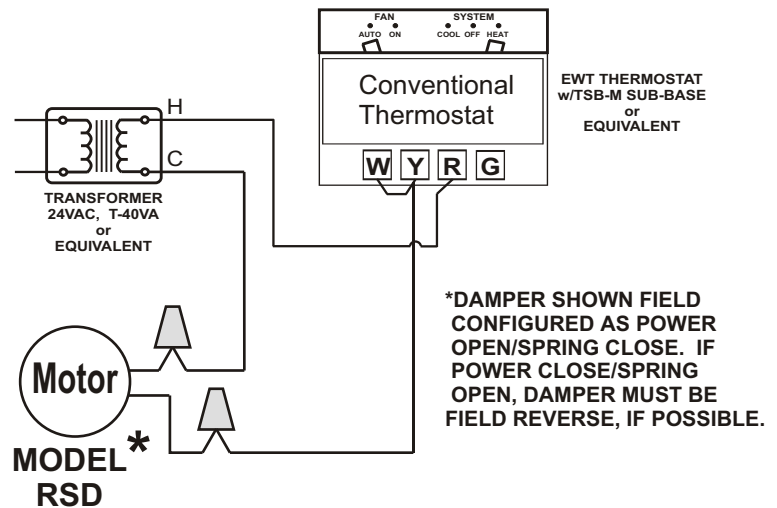 FAN SYSTEM
AUTO ON COOL OFF HEAT
Conventional
Thermostat
W Y R G
EWT THERMOSTAT
w/TSB-M SUB-BASE
or
EQUIVALENT
H
C
TRANSFORMER
24VAC, T-40VA
or
EQUIVALENT
*DAMPER SHOWN FIELD
CONFIGURED AS POWER
OPEN/SPRING CLOSE. IF
POWER CLOSE/SPRING
OPEN, DAMPER MUST BE
FIELD REVERSE, IF POSSIBLE.
Motor
MODEL*
RSD